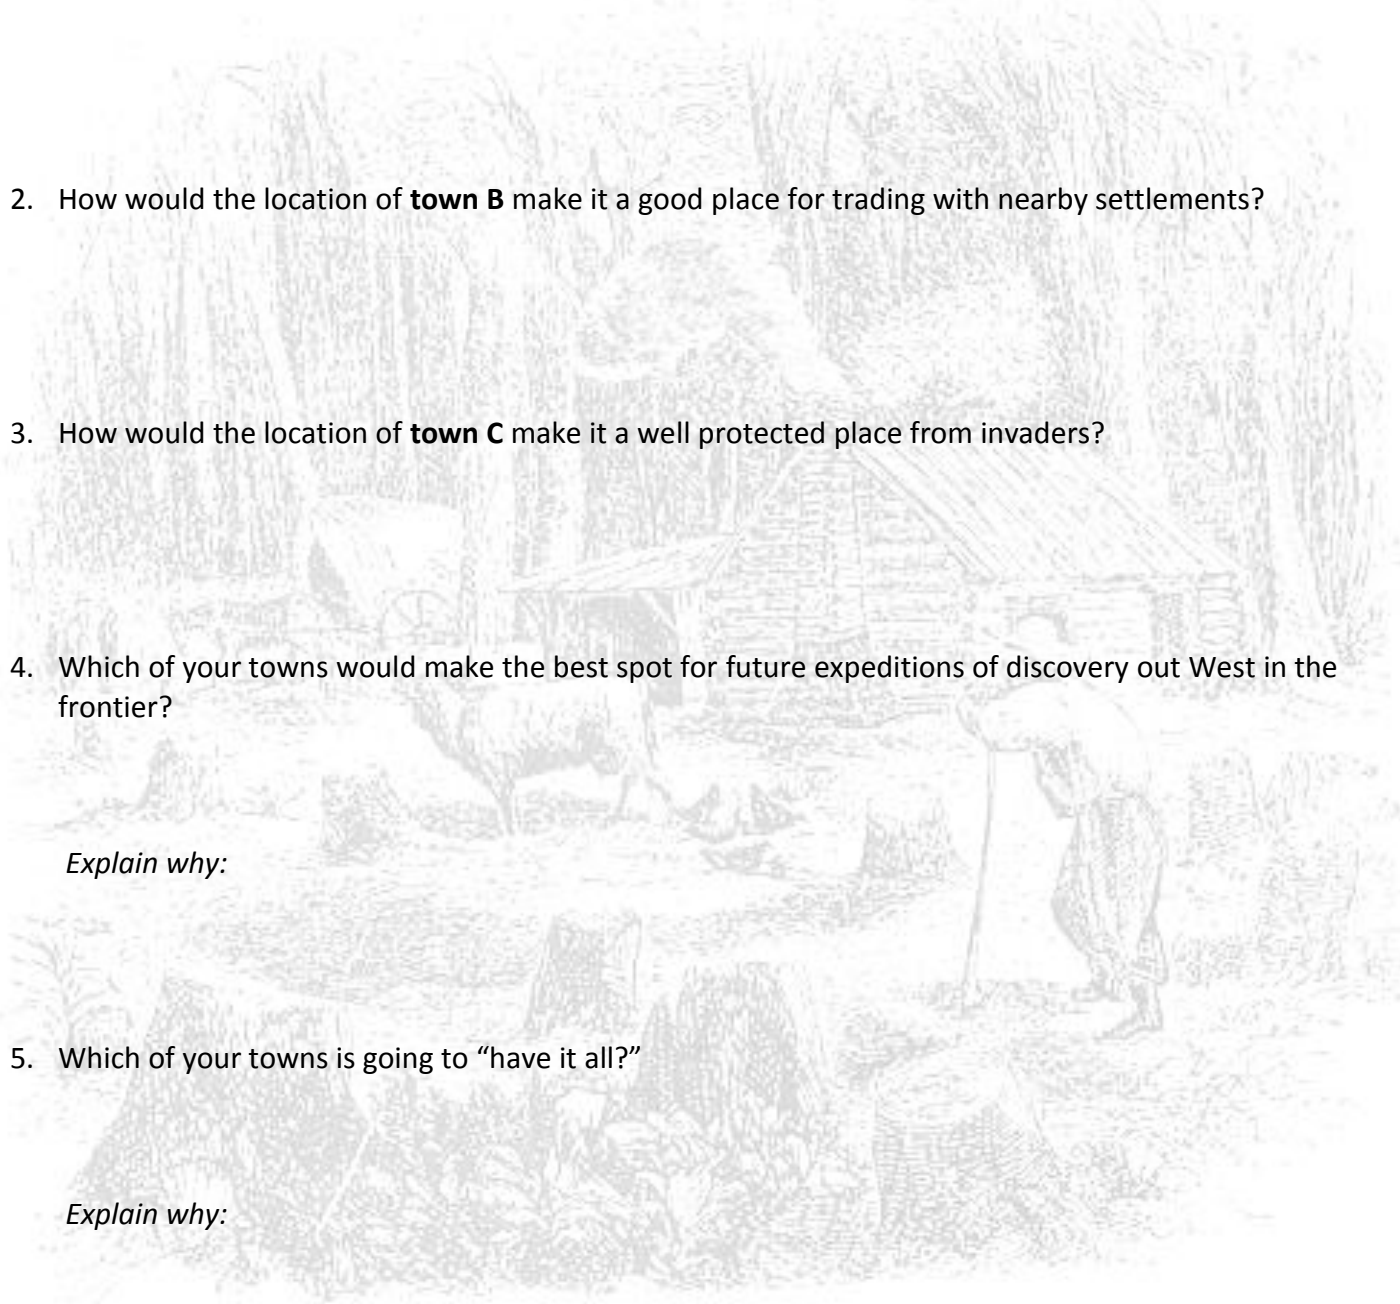 2. How would the location of town B make it a good place for trading with nearby settlements?
3. How would the location of town C make it a well protected place from invaders?
4. Which of your towns would make the best spot for future expeditions of discovery out West in the
frontier?
Explain why:
5. Which of your towns is going to “have it all?”
Explain why: